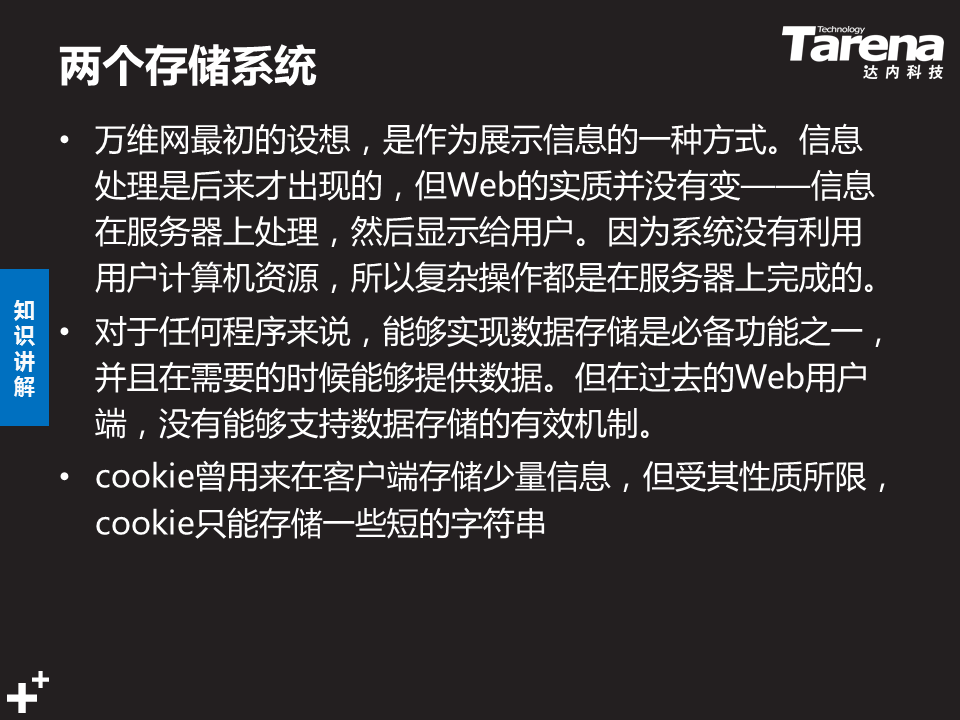 两个存储系统
Technology
Tarena
达内科技
• 万维网最初的设想，是作为展示信息的一种方式。信息
处理是后来才出现的，但Web的实质并没有变——信息
在服务器上处理，然后显示给用户。因为系统没有利用
用户计算机资源，所以复杂操作都是在服务器上完成的。
知识讲解
• 对于任何程序来说，能够实现数据存储是必备功能之一，
并且在需要的时候能够提供数据。但在过去的Web用户
端，没有能够支持数据存储的有效机制。
• cookie曾用来在客户端存储少量信息，但受其性质所限，
cookie只能存储一些短的字符串